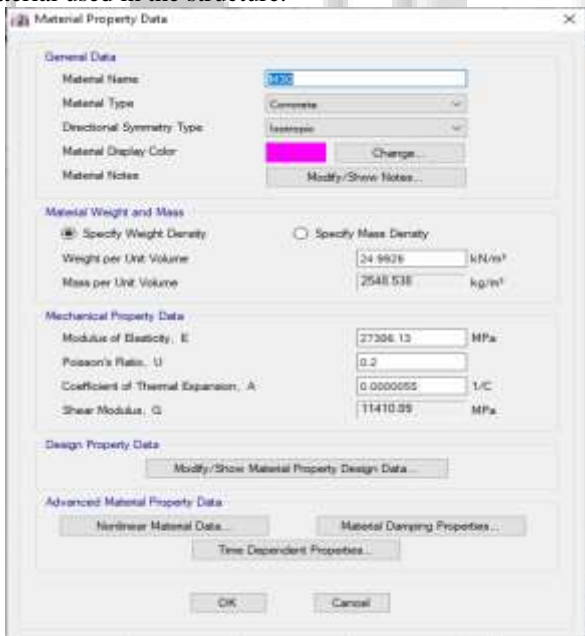 terial used in the structure.
Material Property Data
General Data
Material Name M30
Material Type Concrete
Directional Symmetry Type Isotropic
Material Display Color Change...
Material Notes Modify/Show Notes...
Material Weight and Mass
Specify Weight Density Specify Mass Density
Weight per Unit Volume 24.9926 kN/m³
Mass per Unit Volume 2548.538 kg/m³
Mechanical Property Data
Modulus of Elasticity, E 27386.13 MPa
Poisson's Ratio, U 0.2
Coefficient of Thermal Expansion, A 0.0000055 1/C
Shear Modulus, G 11410.89 MPa
Design Property Data
Modify/Show Material Property Design Data...
Advanced Material Property Data
Nonlinear Material Data... Material Damping Properties...
Time Dependent Properties...
OK Cancel